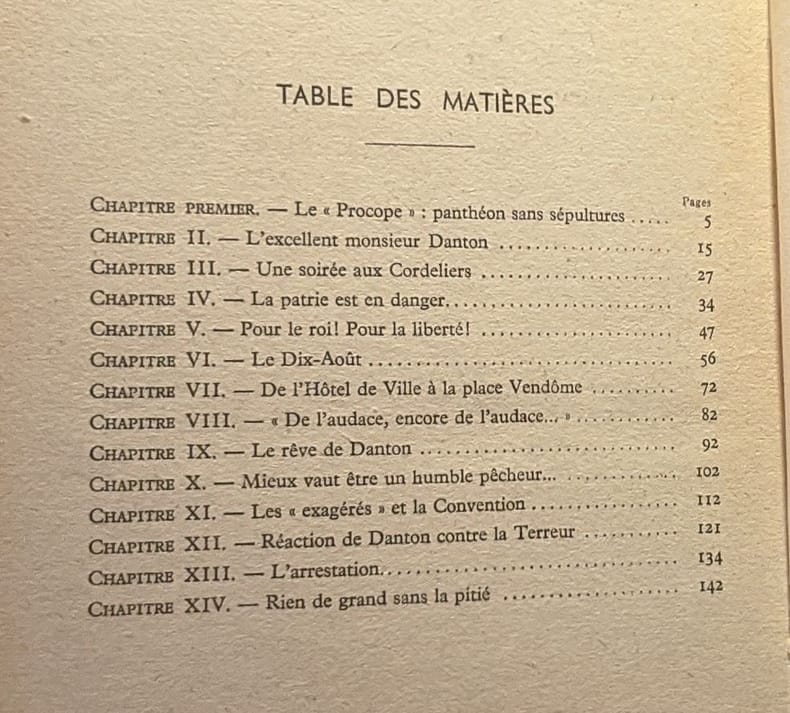 TABLE DES MATIÈRES
Pages
CHAPITRE PREMIER. — Le « Procope » : panthéon sans sépultures ..... 5
CHAPITRE II. — L'excellent monsieur Danton .................... 15
CHAPITRE III. — Une soirée aux Cordeliers ...................... 27
CHAPITRE IV. — La patrie est en danger.......................... 34
CHAPITRE V. — Pour le roi! Pour la liberté! ...................... 47
CHAPITRE VI. — Le Dix-Août .................................... 56
CHAPITRE VII. — De l'Hôtel de Ville à la place Vendôme .......... 72
CHAPITRE VIII. — « De l'audace, encore de l'audace... » ............ 82
CHAPITRE IX. — Le rêve de Danton .............................. 92
CHAPITRE X. — Mieux vaut être un humble pêcheur... .............. 102
CHAPITRE XI. — Les « exagérés » et la Convention ................. 112
CHAPITRE XII. — Réaction de Danton contre la Terreur ........... 121
CHAPITRE XIII. — L'arrestation.................................. 134
CHAPITRE XIV. — Rien de grand sans la pitié .................... 142